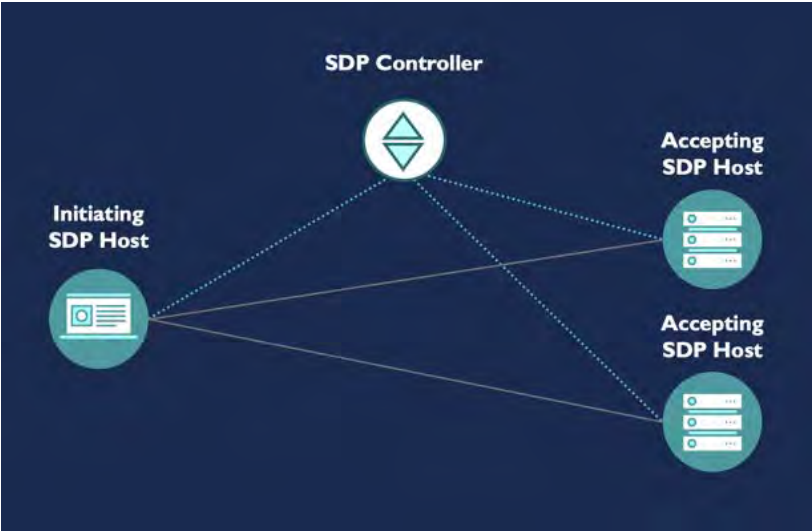 SDP Controller
Accepting
SDP Host
Initiating
SDP Host
Accepting
SDP Host